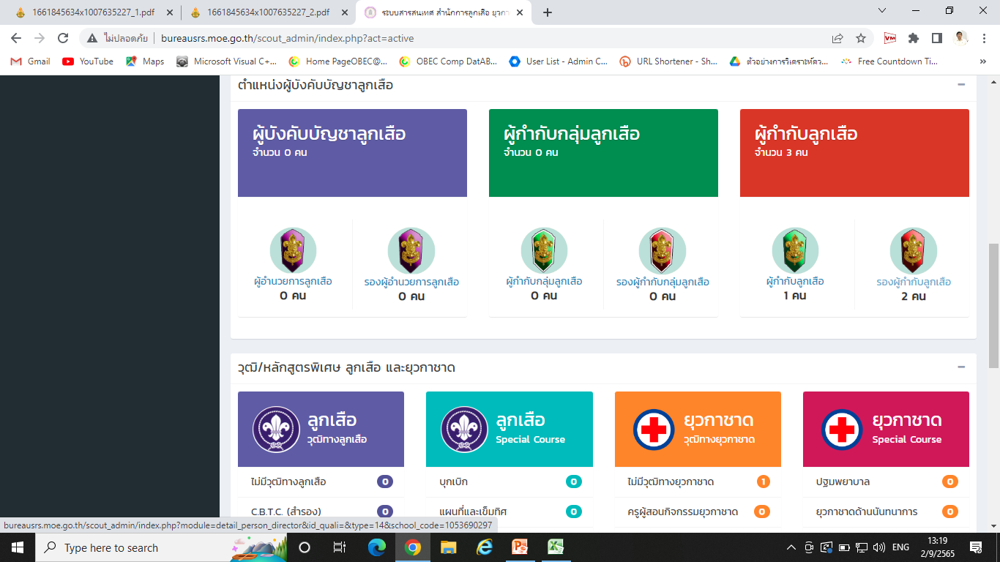 1661845634x1007635227_1.pdf
1661845634x1007635227_2.pdf
ระบบสารสนเทศ สำนักการลูกเสือ ยุวกา
ไม่ปลอดภัย
bureausrs.moe.go.th/scout_admin/index.php?act=active
Gmail
YouTube
Maps
Microsoft Visual C+...
Home PageOBEC@...
OBEC Comp DatAB...
User List - Admin C...
URL Shortener - Sh...
ตัวอย่างการวิเคราะห์คว...
Free Countdown Ti...
ตำแหน่งผู้บังคับบัญชาลูกเสือ
ผู้บังคับบัญชาลูกเสือ
จำนวน 0 คน
ผู้อำนวยการลูกเสือ
0 คน
รองผู้อำนวยการลูกเสือ
0 คน
ผู้กำกับกลุ่มลูกเสือ
จำนวน 0 คน
ผู้กำกับกลุ่มลูกเสือ
0 คน
รองผู้กำกับกลุ่มลูกเสือ
0 คน
ผู้กำกับลูกเสือ
จำนวน 3 คน
ผู้กำกับลูกเสือ
1 คน
รองผู้กำกับลูกเสือ
2 คน
วุฒิ/หลักสูตรพิเศษ ลูกเสือ และยุวกาชาด
ลูกเสือ
วุฒิทางลูกเสือ
ไม่มีวุฒิทางลูกเสือ 0
C.B.T.C. (สำรอง) 0
ลูกเสือ
Special Course
บุกเบิก 0
แผนที่และเข็มทิศ 0
ยุวกาชาด
วุฒิทางยุวกาชาด
ไม่มีวุฒิทางยุวกาชาด 1
ครูผู้สอนกิจกรรมยุวกาชาด 0
ยุวกาชาด
Special Course
ปฐมพยาบาล 0
ยุวกาชาดด้านนันทนาการ 0
bureausrs.moe.go.th/scout_admin/index.php?module=detail_person_director&id_quali=&type=14&school_code=1053690297
Type here to search
ENG
13:19
2/9/2565